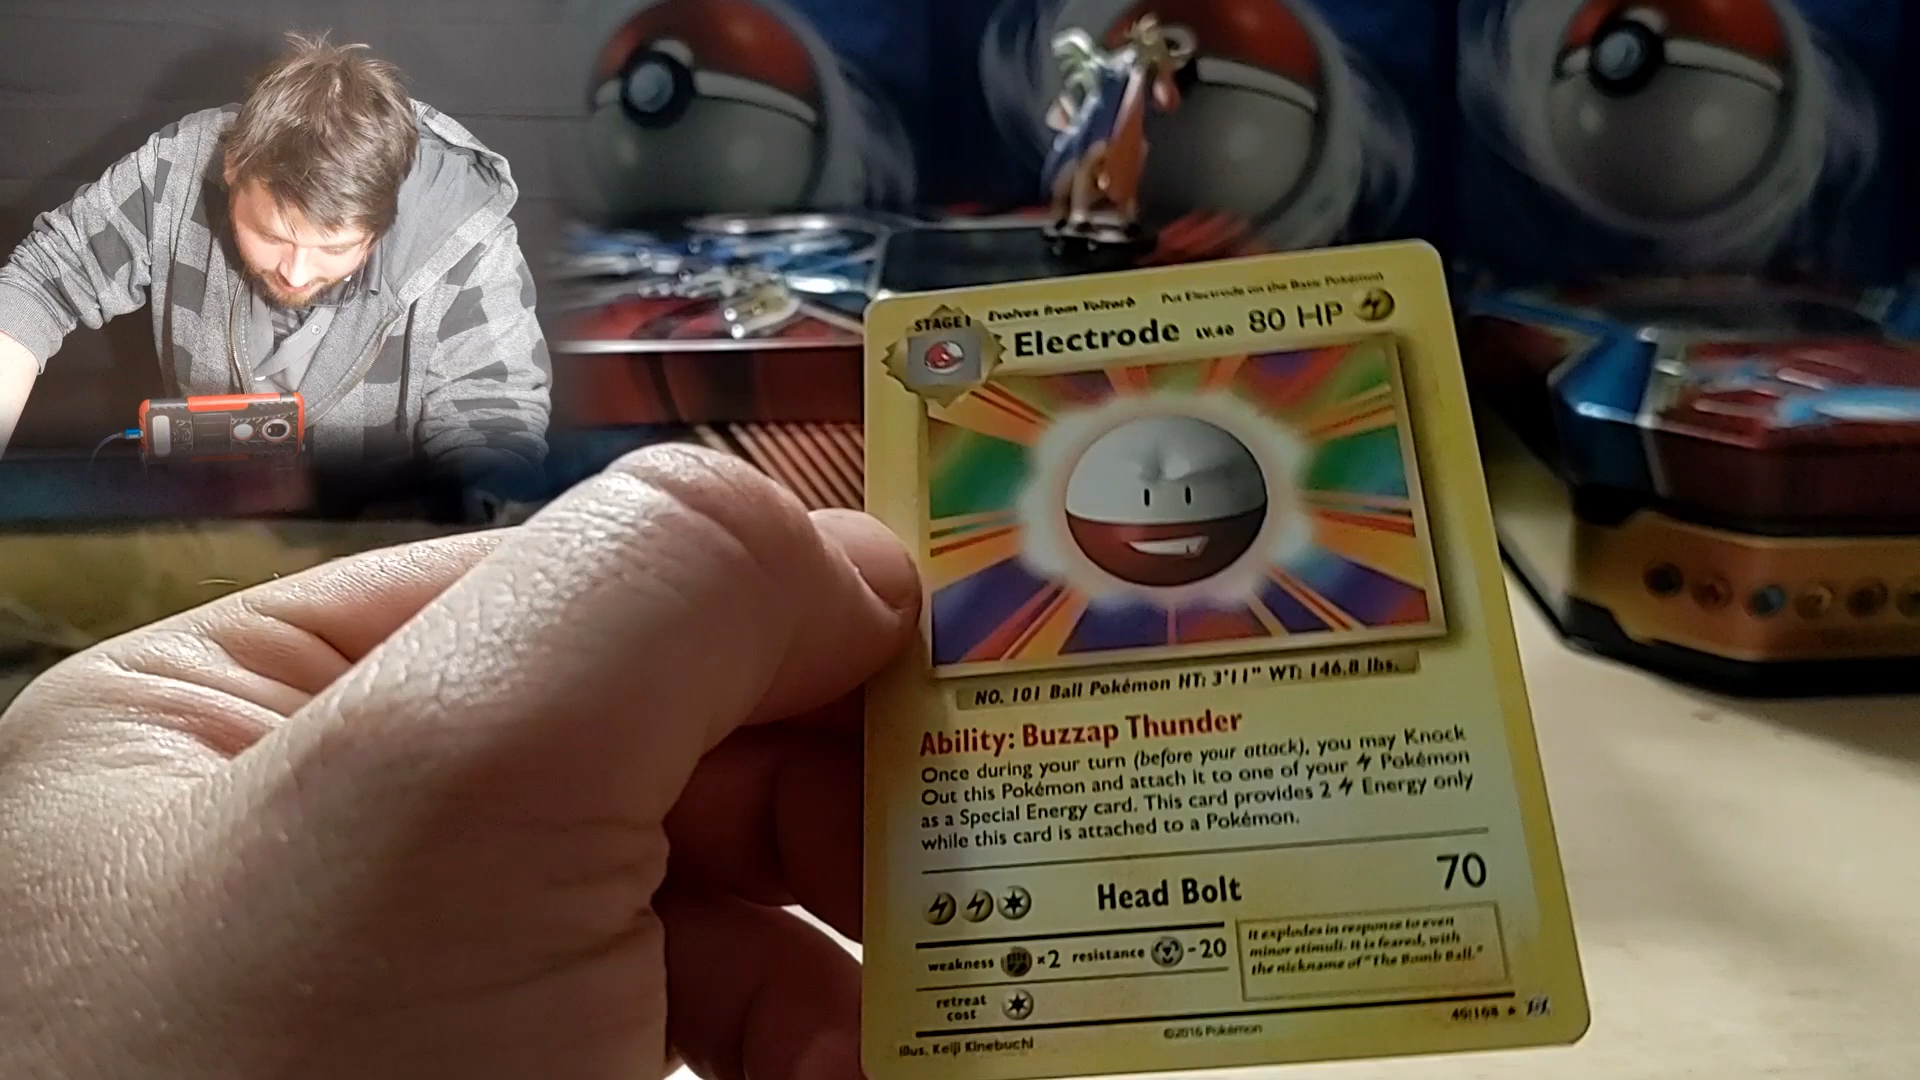 Evolves from Voltorb Put Electrode on the Basic Pokémon
STAGE 1
Electrode LV.40 80 HP
NO. 101 Ball Pokémon HT: 3'11" WT: 146.8 lbs.
Ability: Buzzap Thunder
Once during your turn (before your attack), you may Knock
Out this Pokémon and attach it to one of your Pokémon
as a Special Energy card. This card provides 2 Energy only
while this card is attached to a Pokémon.
Head Bolt 70
weakness ×2 resistance -20
retreat
cost
It explodes in response to even
minor stimuli. It is feared, with
the nickname of "The Bomb Ball."
Illus. Keiji Kinebuchi
©2016 Pokémon